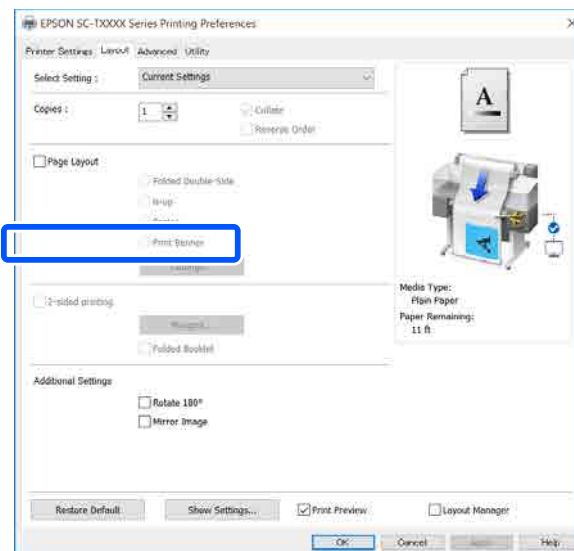 EPSON SC-TXXXX Series Printing Preferences
Printer Settings Layout Advanced Utility
Select Setting : Current Settings
Copies : 1 Collate
Reverse Order
Page Layout
Folded Double-Side
N-up
Poster
Print Banner
Settings...
2-sided printing
Folded Booklet
Additional Settings
Rotate 180°
Mirror Image
A
Media Type:
Plain Paper
Paper Remaining:
11 ft
Restore Default Show Settings... Print Preview Layout Manager
OK Cancel Apply Help